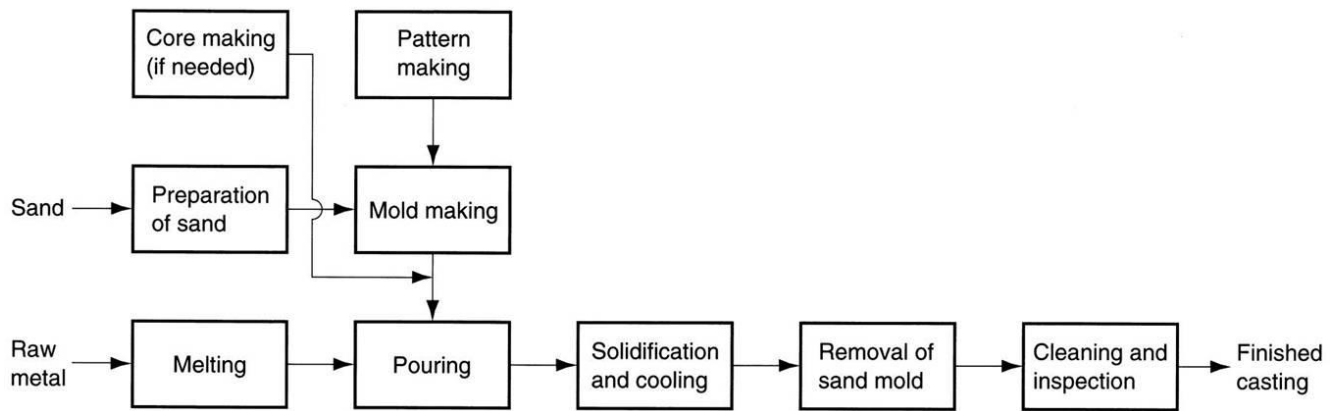 Core making
(if needed)
Pattern
making
Sand
Preparation
of sand
Mold making
Raw
metal
Melting
Pouring
Solidification
and cooling
Removal of
sand mold
Cleaning and
inspection
Finished
casting